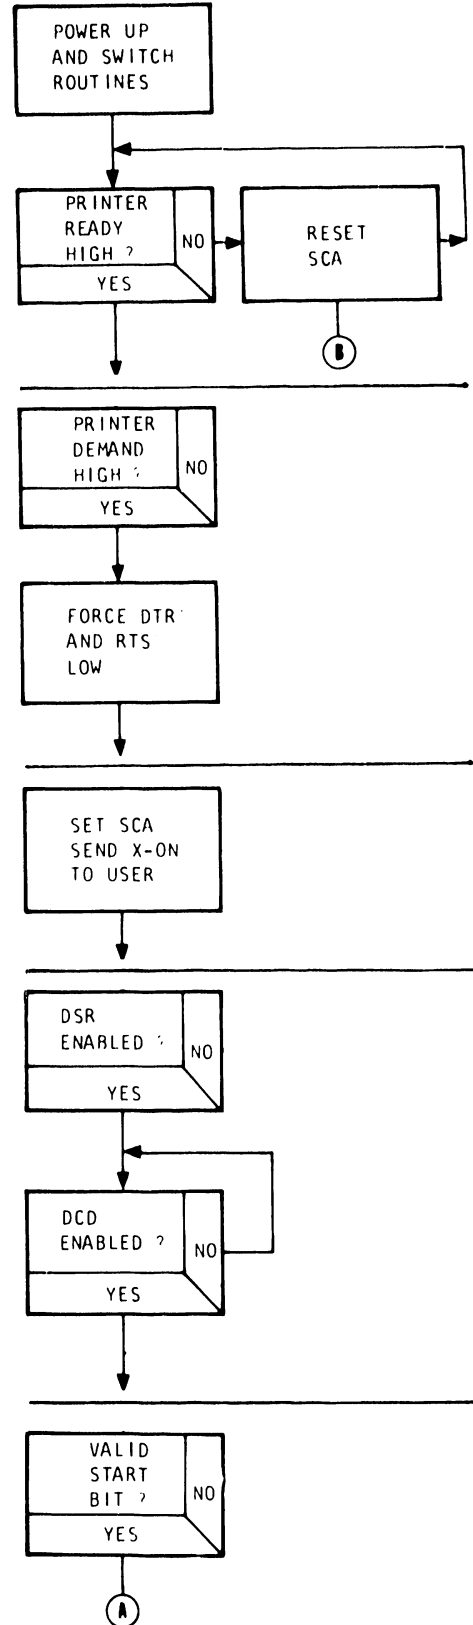 POWER UP
AND SWITCH
ROUTINES
PRINTER
READY
HIGH ?
NO
YES
RESET
SCA
B
PRINTER
DEMAND
HIGH ?
NO
YES
FORCE DTR
AND RTS
LOW
SET SCA
SEND X-ON
TO USER
DSR
ENABLED ?
NO
YES
DCD
ENABLED ?
NO
YES
VALID
START
BIT ?
NO
YES
A